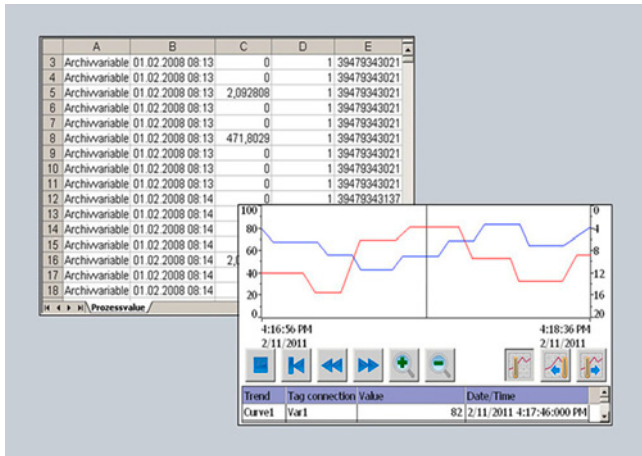 A B C D E
3 Archivvariable 01.02.2008 08:13 0 1 39479343021
4 Archivvariable 01.02.2008 08:13 0 1 39479343021
5 Archivvariable 01.02.2008 08:13 2,092808 1 39479343021
6 Archivvariable 01.02.2008 08:13 0 1 39479343021
7 Archivvariable 01.02.2008 08:13 0 1 39479343021
8 Archivvariable 01.02.2008 08:13 471,8029 1 39479343021
9 Archivvariable 01.02.2008 08:13 0 1 39479343021
10 Archivvariable 01.02.2008 08:13 0 1 39479343021
11 Archivvariable 01.02.2008 08:13 0 1 39479343021
12 Archivvariable 01.02.2008 08:14 0 1 39479343137
13 Archivvariable 01.02.2008 08:14
14 Archivvariable 01.02.2008 08:14
15 Archivvariable 01.02.2008 08:14
16 Archivvariable 01.02.2008 08:14 2,0
17 Archivvariable 01.02.2008 08:14
18 Archivvariable 01.02.2008 08:14
Prozessvalue
100 0
80 4
60 8
40 12
20 16
0 20
4:16:56 PM 4:18:36 PM
2/11/2011 2/11/2011
Trend Tag connection Value Date/Time
Curve1 Var1 82 2/11/2011 4:17:46:000 PM